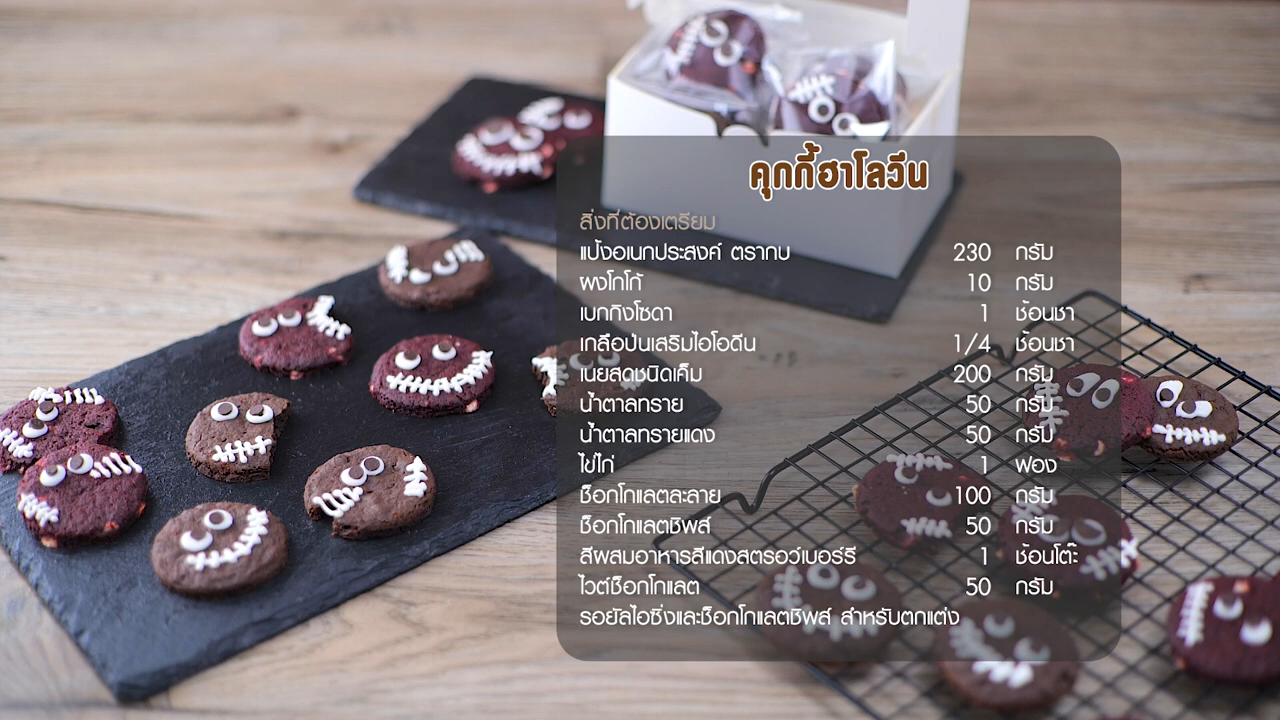 คุกกี้ฮาโลวีน
สิ่งที่ต้องเตรียม
แป้งอเนกประสงค์ ตรากบ 230 กรัม
ผงโกโก้ 10 กรัม
เบกกิงโซดา 1 ช้อนชา
เกลือป่นเสริมไอโอดีน 1/4 ช้อนชา
เนยสดชนิดเค็ม 200 กรัม
น้ำตาลทราย 50 กรัม
น้ำตาลทรายแดง 50 กรัม
ไข่ไก่ 1 ฟอง
ช็อกโกแลตละลาย 100 กรัม
ช็อกโกแลตชิพส์ 50 กรัม
สีผสมอาหารสีแดงสตรอว์เบอร์รี 1 ช้อนโต๊ะ
ไวต์ช็อกโกแลต 50 กรัม
รอยัลไอซิ่งและช็อกโกแลตชิพส์ สำหรับตกแต่ง